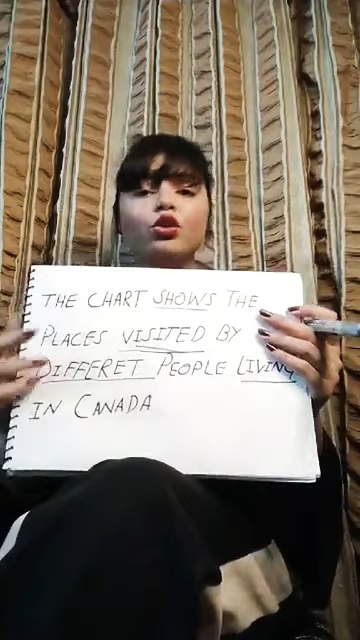 THE CHART SHOWS THE
PLACES VISITED BY
DIFFERET PEOPLE LIVING
IN CANADA